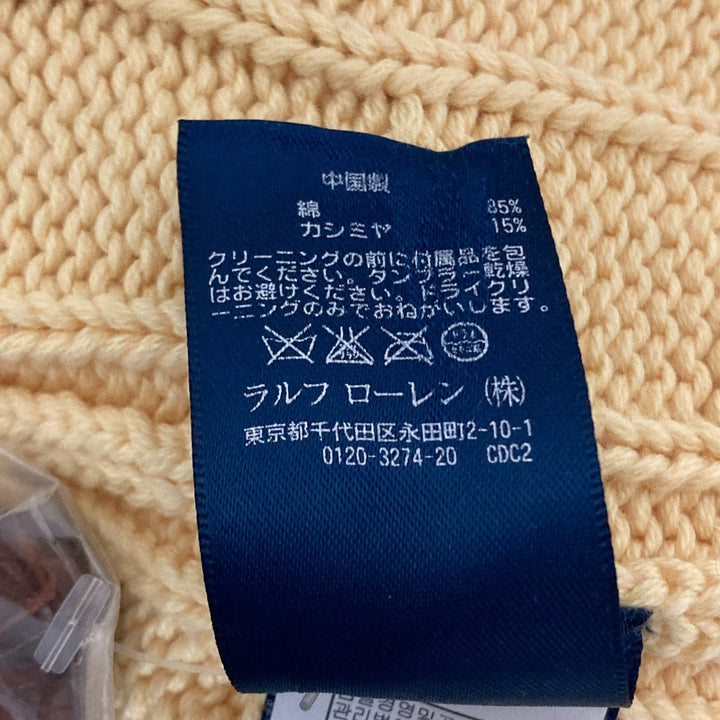 中国製
綿 85%
カシミヤ 15%
クリーニングの前に付属品を包
んでください。タンブラー乾燥
はお避けください。ドライクリ
ーニングのみでおねがいします。
ラルフ ローレン (株)
東京都千代田区永田町2-10-1
0120-3274-20 CDC2